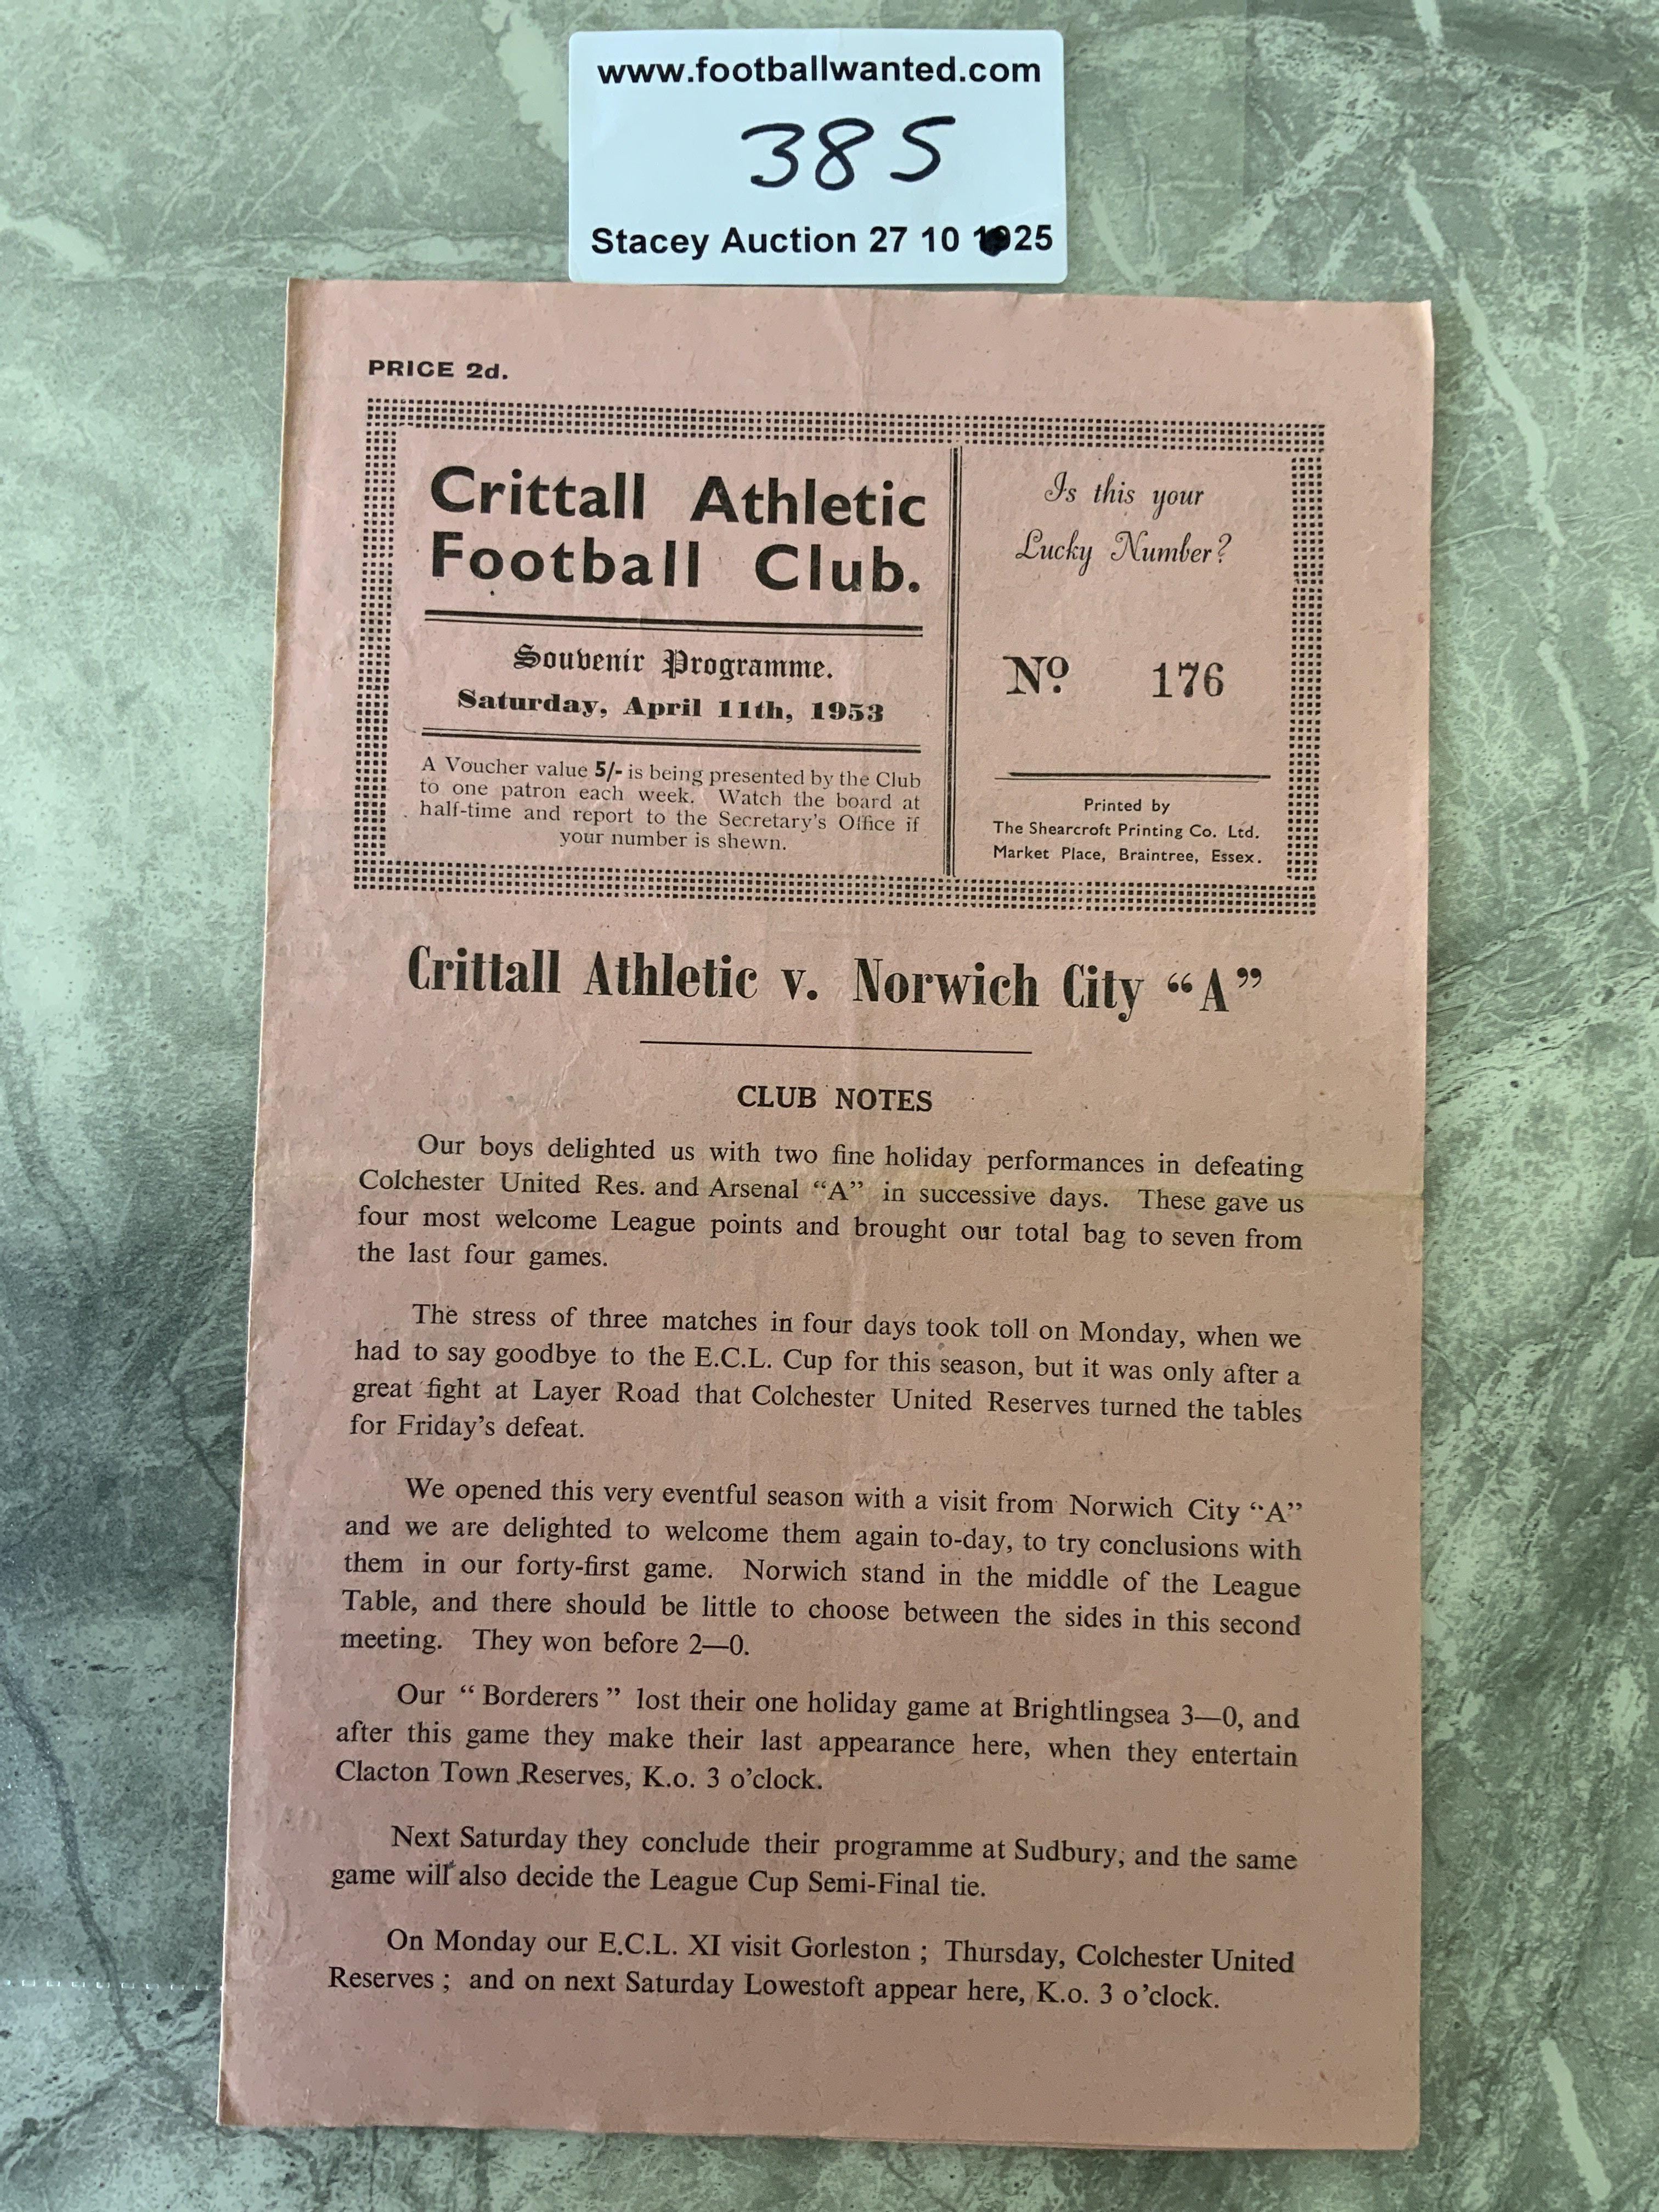 www.footballwanted.com
385
Stacey Auction 27 10 1925
PRICE 2d.
Crittall Athletic
Football Club.
Souvenir Programme.
Saturday, April 11th, 1953
A Voucher value 5/- is being presented by the Club
to one patron each week. Watch the board at
half-time and report to the Secretary's Office if
your number is shewn.
Is this your
Lucky Number?
No. 176
Printed by
The Shearcroft Printing Co. Ltd.
Market Place, Braintree, Essex.
Crittall Athletic v. Norwich City "A"
CLUB NOTES
Our boys delighted us with two fine holiday performances in defeating
Colchester United Res. and Arsenal "A" in successive days. These gave us
four most welcome League points and brought our total bag to seven from
the last four games.
The stress of three matches in four days took toll on Monday, when we
had to say goodbye to the E.C.L. Cup for this season, but it was only after a
great fight at Layer Road that Colchester United Reserves turned the tables
for Friday's defeat.
We opened this very eventful season with a visit from Norwich City "A"
and we are delighted to welcome them again to-day, to try conclusions with
them in our forty-first game. Norwich stand in the middle of the League
Table, and there should be little to choose between the sides in this second
meeting. They won before 2—0.
Our "Borderers" lost their one holiday game at Brightlingsea 3—0, and
after this game they make their last appearance here, when they entertain
Clacton Town Reserves, K.o. 3 o'clock.
Next Saturday they conclude their programme at Sudbury, and the same
game will also decide the League Cup Semi-Final tie.
On Monday our E.C.L. XI visit Gorleston ; Thursday, Colchester United
Reserves ; and on next Saturday Lowestoft appear here, K.o. 3 o'clock.